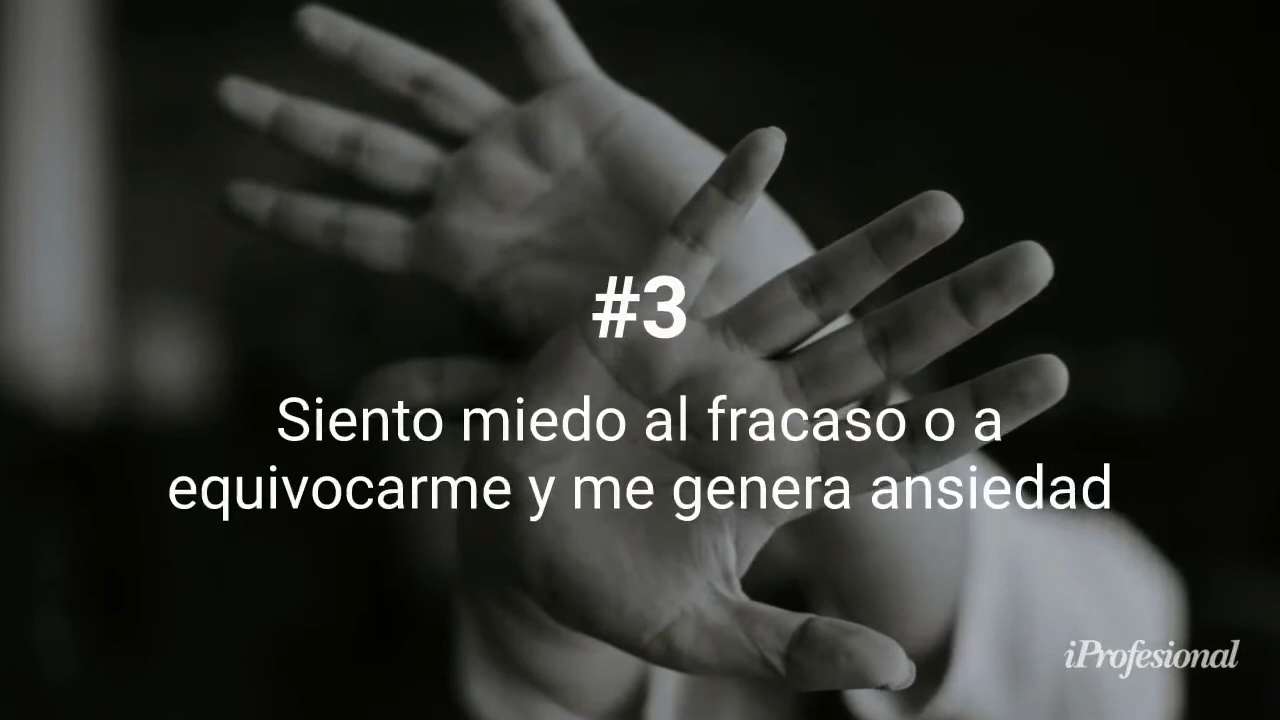 #3
Siento miedo al fracaso o a
equivocarme y me genera ansiedad
iProfesional